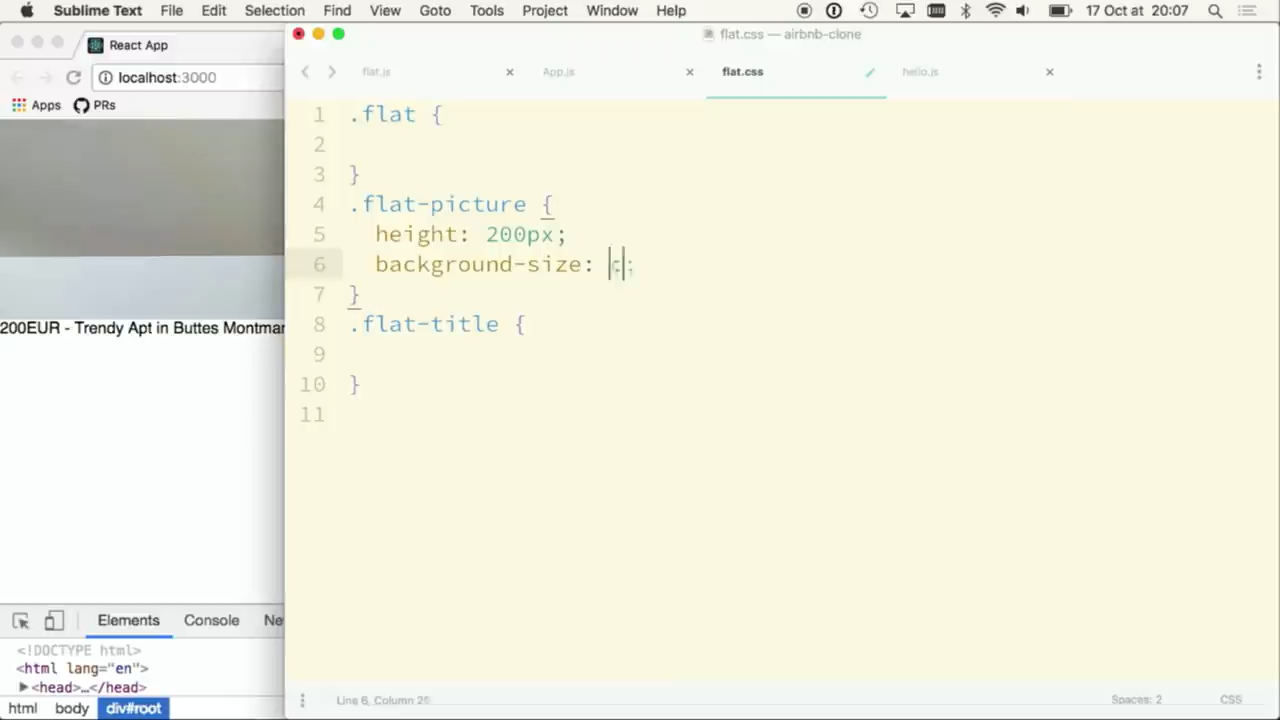 Sublime Text File Edit Selection Find View Goto Tools Project Window Help 17 Oct at 20:07
flat.css — airbnb-clone
React App
flat.js App.js flat.css hello.js
localhost:3000
Apps PRs
1 .flat {
2
3 }
4 .flat-picture {
5 height: 200px;
6 background-size: c;
7 }
8 .flat-title {
9
10 }
11
200EUR - Trendy Apt in Buttes Montmar
Elements Console Ne
<!DOCTYPE html>
<html lang="en">
▶<head>…</head>
html body div#root
Line 6, Column 20 Spaces: 2 CSS